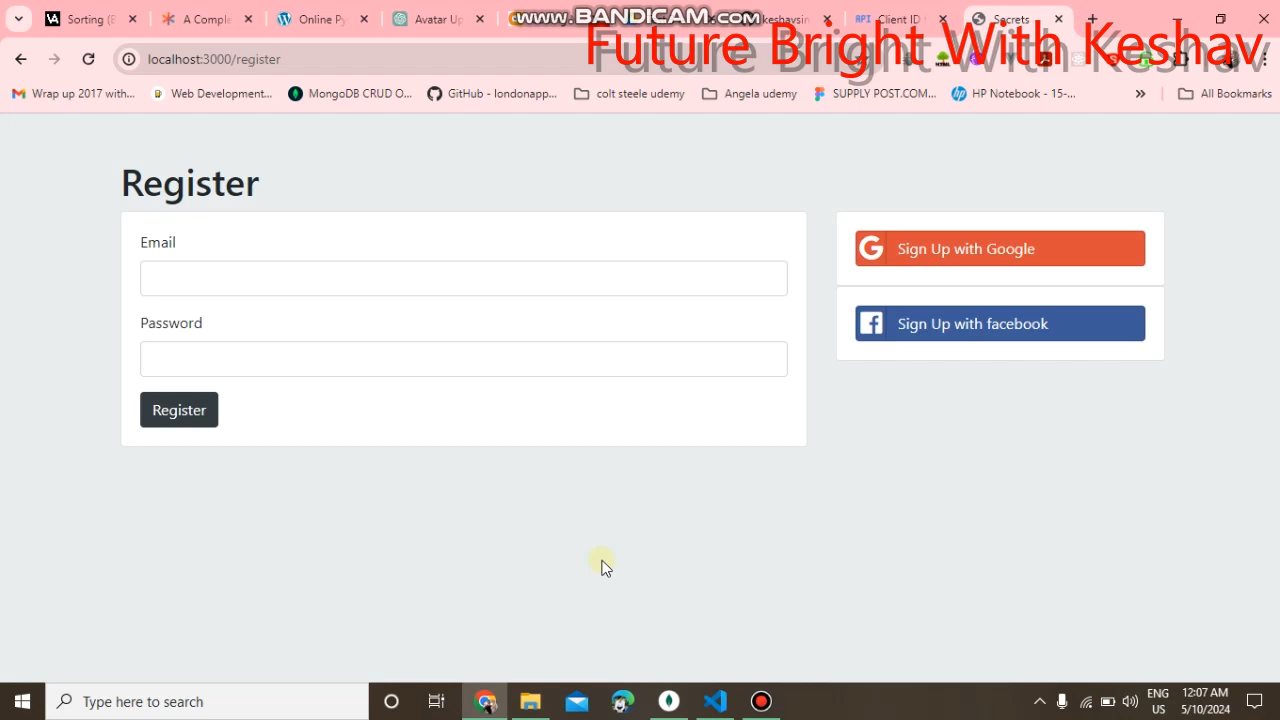 www.BANDICAM.com
Sorting (B
A Comple
Online Py
Avatar Up
Client ID
Secrets
Future Bright With Keshav
localhost:3000/register
Wrap up 2017 with...
Web Development...
MongoDB CRUD O...
GitHub - londonapp...
colt steele udemy
Angela udemy
SUPPLY POST.COM...
HP Notebook - 15-...
All Bookmarks
Register
Email
Sign Up with Google
Password
Sign Up with facebook
Register
Type here to search
ENG
US
12:07 AM
5/10/2024